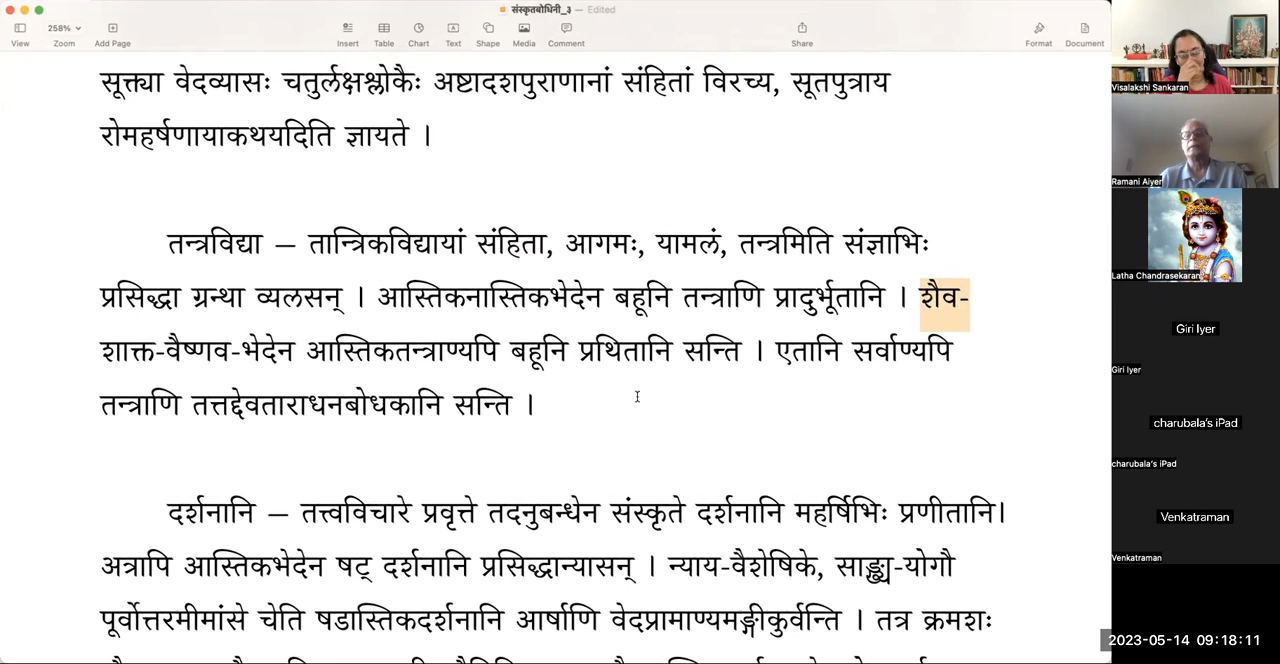 संस्कृतबोधिनी_३ — Edited
View
258%
Zoom
Add Page
Insert
Table
Chart
Text
Shape
Media
Comment
Share
Format
Document
सूक्त्या वेदव्यासः चतुर्लक्षश्लोकैः अष्टादशपुराणानां संहितां विरच्य, सूतपुत्राय
रोमहर्षणायाकथयदिति ज्ञायते ।
तन्त्रविद्या — तान्त्रिकविद्यायां संहिता, आगमः, यामलं, तन्त्रमिति संज्ञाभिः
प्रसिद्धा ग्रन्था व्यलसन् । आस्तिकनास्तिकभेदेन बहूनि तन्त्राणि प्रादुर्भूतानि । शैव-
शाक्त-वैष्णव-भेदेन आस्तिकतन्त्राण्यपि बहूनि प्रथितानि सन्ति । एतानि सर्वाण्यपि
तन्त्राणि तत्तद्देवताराधनबोधकानि सन्ति ।
दर्शनानि — तत्त्वविचारे प्रवृत्ते तदनुबन्धेन संस्कृते दर्शनानि महर्षिभिः प्रणीतानि।
अत्रापि आस्तिकभेदेन षट् दर्शनानि प्रसिद्धान्यासन् । न्याय-वैशेषिके, साङ्ख्य-योगौ
पूर्वोत्तरमीमांसे चेति षडास्तिकदर्शनानि आर्षाणि वेदप्रामाण्यमङ्गीकुर्वन्ति । तत्र क्रमशः
Visalakshi Sankaran
Ramani Aiyer
Latha Chandrasekaran
Giri Iyer
Giri Iyer
charubala's iPad
charubala's iPad
Venkatraman
Venkatraman
2023-05-14 09:18:11